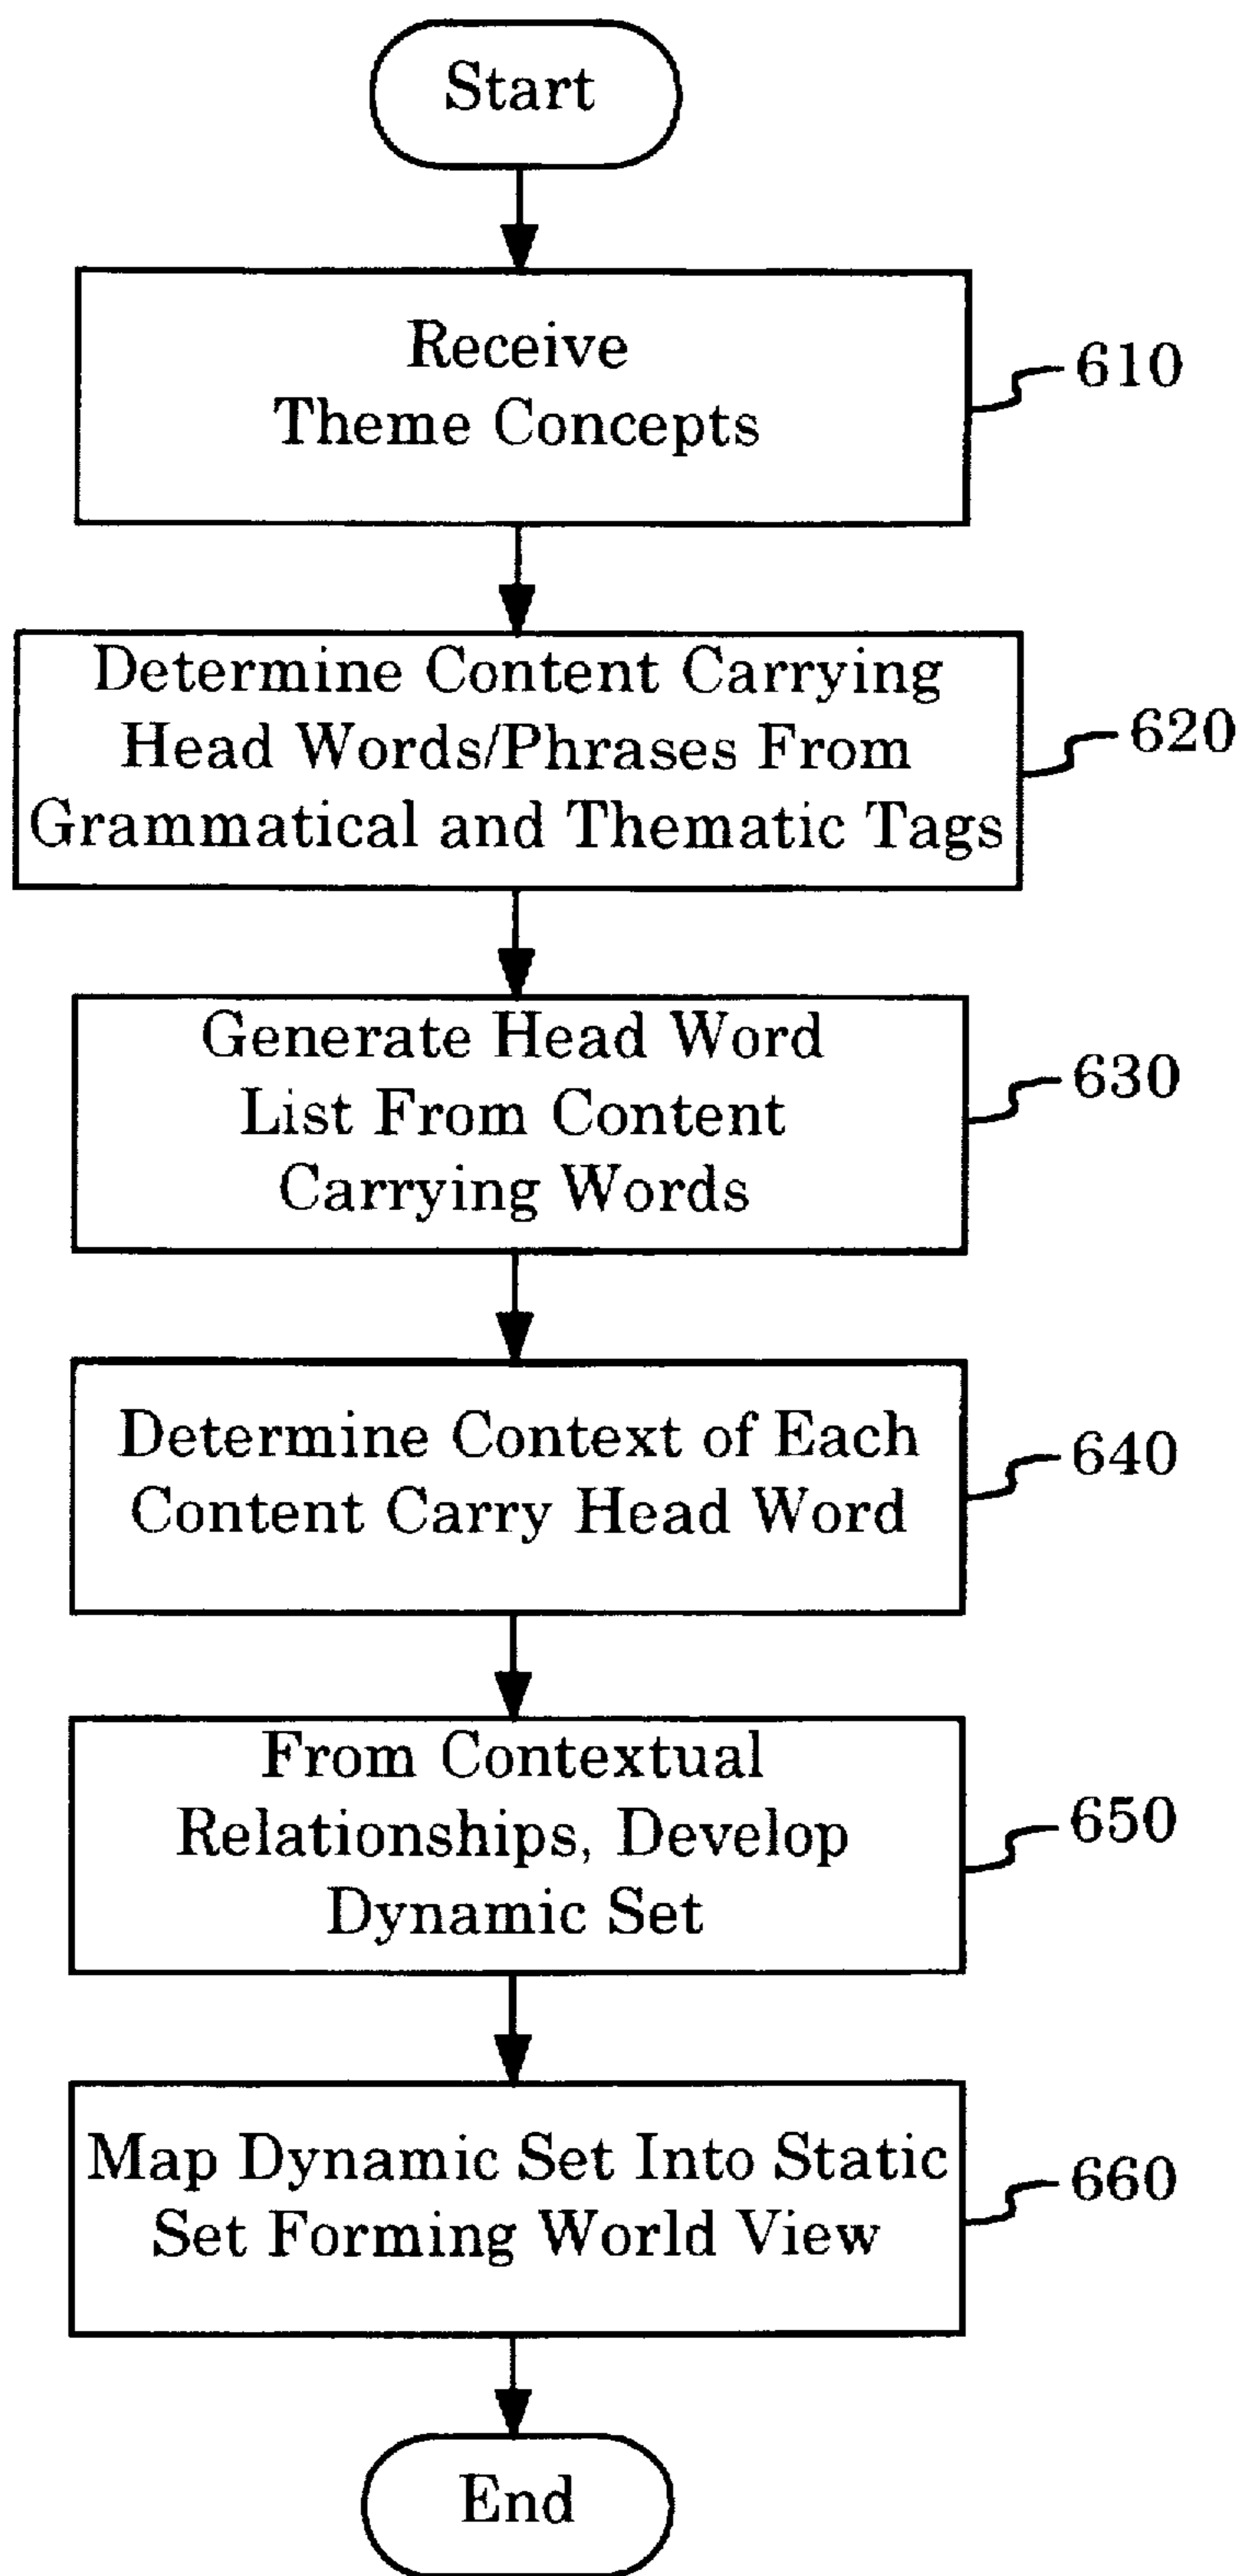 Start
Receive
Theme Concepts
610
Determine Content Carrying
Head Words/Phrases From
Grammatical and Thematic Tags
620
Generate Head Word
List From Content
Carrying Words
630
Determine Context of Each
Content Carry Head Word
640
From Contextual
Relationships, Develop
Dynamic Set
650
Map Dynamic Set Into Static
Set Forming World View
660
End